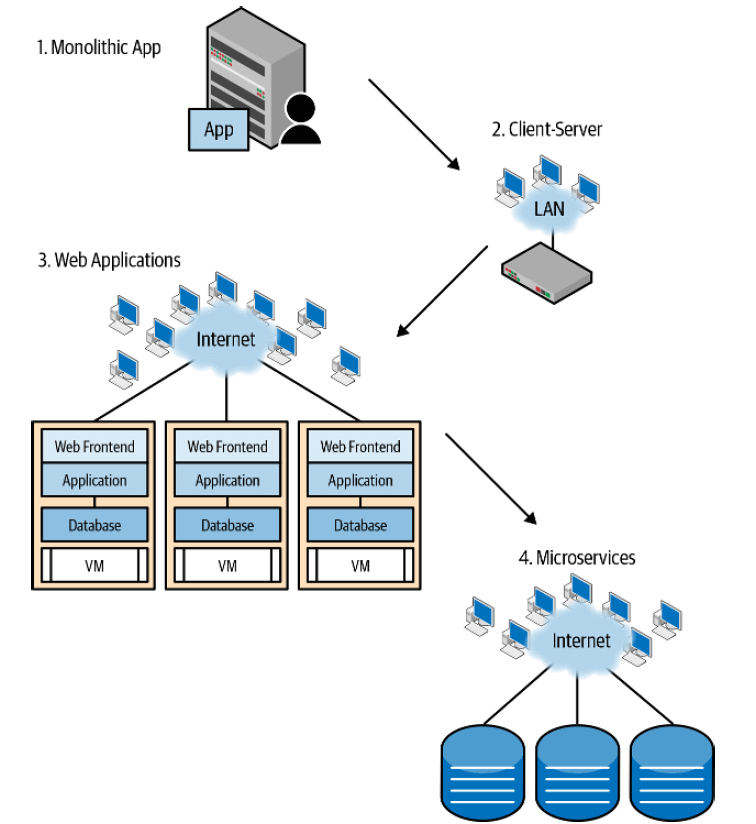 1. Monolithic App
App
2. Client-Server
LAN
3. Web Applications
Internet
Web Frontend
Application
Database
VM
Web Frontend
Application
Database
VM
Web Frontend
Application
Database
VM
4. Microservices
Internet